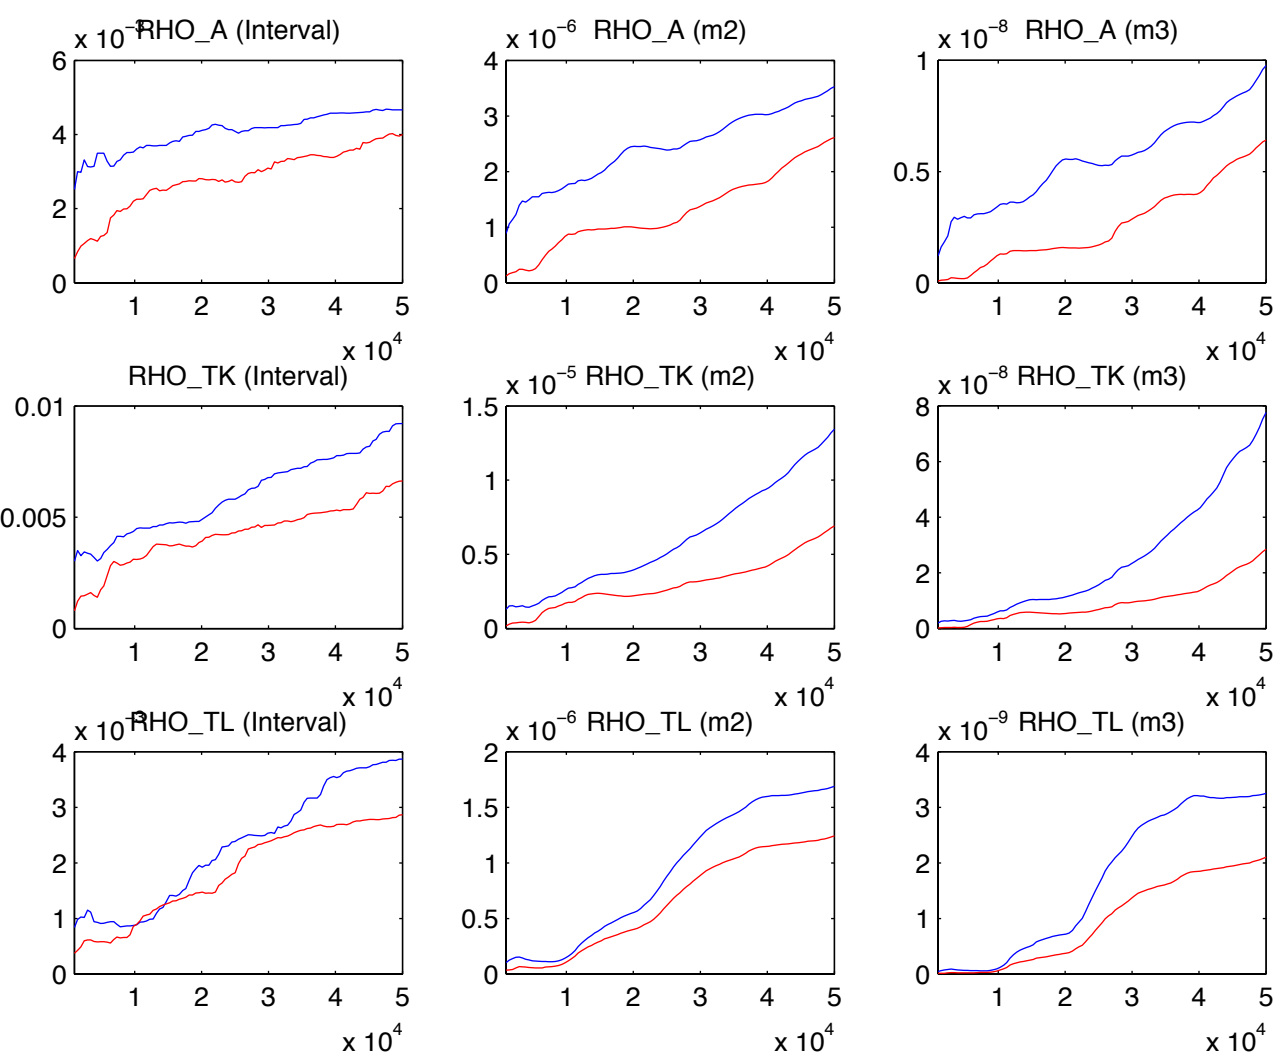 x 10⁻³ RHO_A (Interval)
x 10⁻⁶ RHO_A (m2)
x 10⁻⁸ RHO_A (m3)
6
4
2
0
1 2 3 4 5
x 10⁴
4
3
2
1
0
1 2 3 4 5
x 10⁴
1
0.5
0
1 2 3 4 5
x 10⁴
RHO_TK (Interval)
x 10⁻⁵ RHO_TK (m2)
x 10⁻⁸ RHO_TK (m3)
0.01
0.005
0
1 2 3 4 5
x 10⁴
1.5
1
0.5
0
1 2 3 4 5
x 10⁴
8
6
4
2
0
1 2 3 4 5
x 10⁴
x 10⁻³ RHO_TL (Interval)
x 10⁻⁶ RHO_TL (m2)
x 10⁻⁹ RHO_TL (m3)
4
3
2
1
0
1 2 3 4 5
x 10⁴
2
1.5
1
0.5
0
1 2 3 4 5
x 10⁴
4
3
2
1
0
1 2 3 4 5
x 10⁴